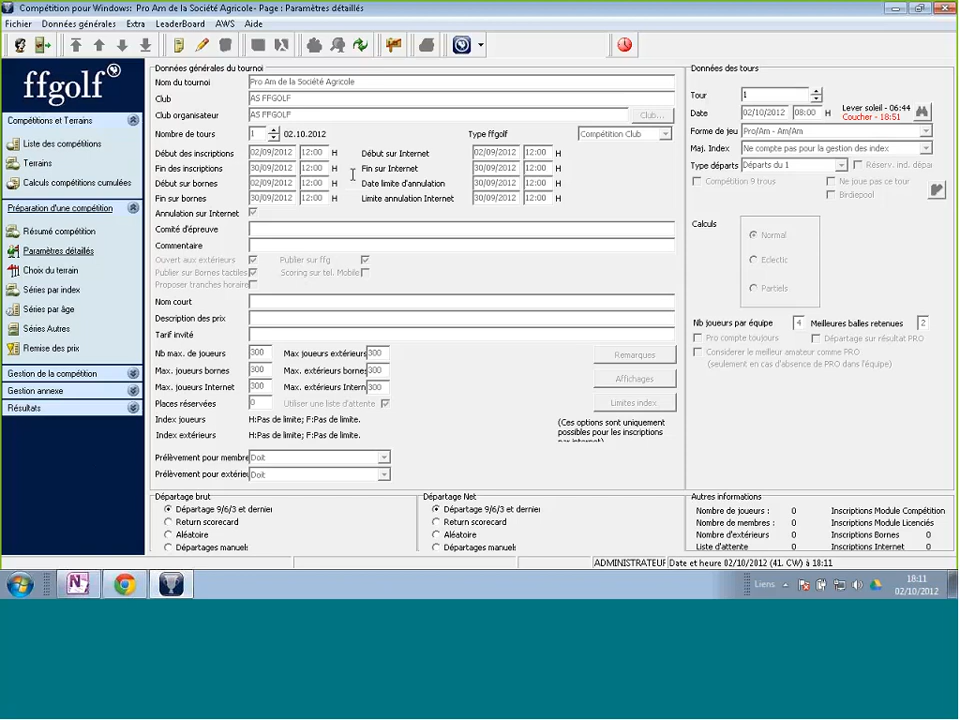 Compétition pour Windows: Pro Am de la Société Agricole- Page : Paramètres détaillés
Fichier Données générales Extra LeaderBoard AWS Aide
ffgolf
Compétitions et Terrains
Liste des compétitions
Terrains
Calculs compétitions cumulées
Préparation d'une compétition
Résumé compétition
Paramètres détaillés
Choix du terrain
Séries par index
Séries par âge
Séries Autres
Remise des prix
Gestion de la compétition
Gestion annexe
Résultats
Données générales du tournoi
Nom du tournoi Pro Am de la Société Agricole
Club AS FFGOLF
Club organisateur AS FFGOLF Club...
Nombre de tours 1 02.10.2012 Type ffgolf Compétition Club
Début des inscriptions 02/09/2012 12:00 H Début sur Internet 02/09/2012 12:00 H
Fin des inscriptions 30/09/2012 12:00 H Fin sur Internet 30/09/2012 12:00 H
Début sur bornes 02/09/2012 12:00 H Date limite d'annulation 30/09/2012 12:00 H
Fin sur bornes 30/09/2012 12:00 H Limite annulation Internet 30/09/2012 12:00 H
Annulation sur Internet
Comité d'épreuve
Commentaire
Ouvert aux extérieurs Publier sur ffg
Publier sur Bornes tactiles Scoring sur tel. Mobile
Proposer tranches horaire
Nom court
Description des prix
Tarif invité
Nb max. de joueurs 300 Max joueurs extérieurs 300 Remarques
Max. joueurs bornes 300 Max. extérieurs bornes 300 Affichages
Max. joueurs Internet 300 Max. extérieurs Intern 300
Places réservées 0 Utiliser une liste d'attente Limites index
Index joueurs H:Pas de limite; F:Pas de limite.
Index extérieurs H:Pas de limite; F:Pas de limite.
(Ces options sont uniquement
possibles pour les inscriptions
par internet)
Prélèvement pour membre Doit
Prélèvement pour extérieu Doit
Données des tours
Tour 1
Date 02/10/2012 08:00 H Lever soleil - 06:44
Coucher - 18:51
Forme de jeu Pro/Am - Am/Am
Maj. Index Ne compte pas pour la gestion des index
Type départs Départs du 1 Réserv. ind. dépa
Compétition 9 trous Ne joue pas ce tour
Birdiepool
Calculs Normal
Eclectic
Partiels
Nb joueurs par équipe 4 Meilleures balles retenues 2
Pro compte toujours Départage sur résultat PRO
Considerer le meilleur amateur comme PRO
(seulement en cas d'absence de PRO dans l'équipe)
Départage brut
Départage 9/6/3 et dernier
Return scorecard
Aléatoire
Départages manuels
Départage Net
Départage 9/6/3 et dernier
Return scorecard
Aléatoire
Départages manuels
Autres informations
Nombre de joueurs : 0 Inscriptions Module Compétition
Nombre de membres : 0 Inscriptions Module Licenciés
Nombre d'extérieurs 0 Inscriptions Bornes 0
Liste d'attente 0 Inscriptions Internet 0
ADMINISTRATEUR Date et heure 02/10/2012 (41. CW) à 18:11
Liens
18:11
02/10/2012